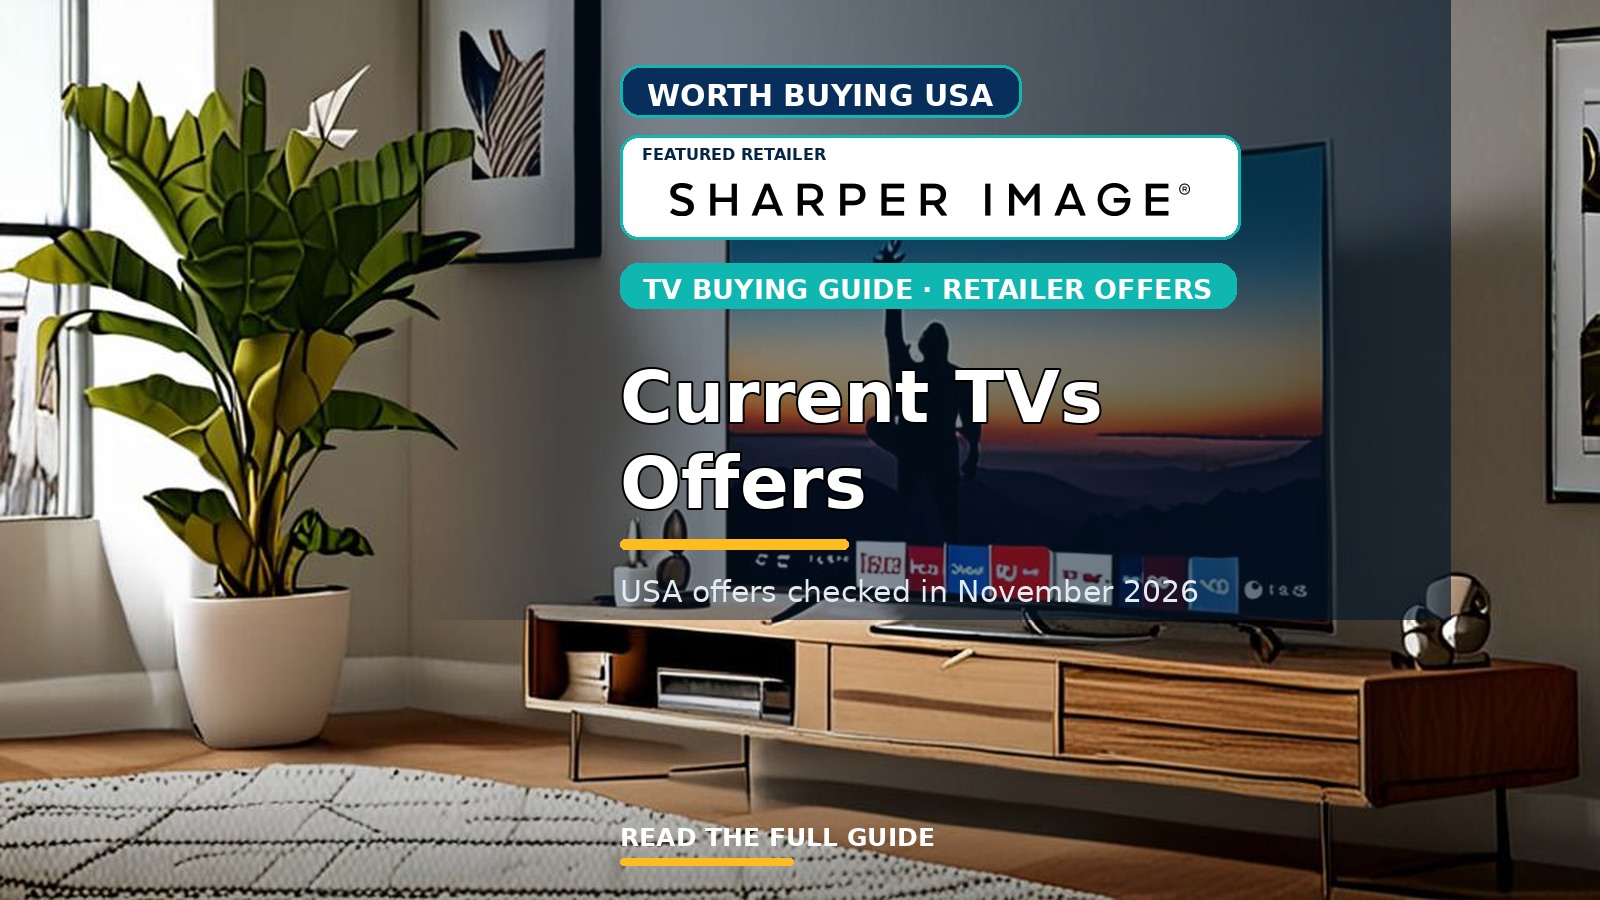 WORTH BUYING USA
FEATURED RETAILER
SHARPER IMAGE®
TV BUYING GUIDE · RETAILER OFFERS
Current TVs
Offers
USA offers checked in November 2026
READ THE FULL GUIDE